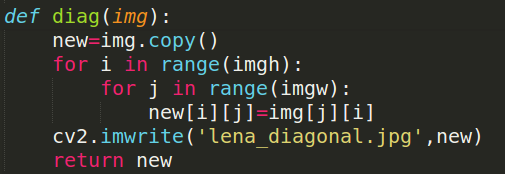 def diag(img):
    new=img.copy()
    for i in range(imgh):
        for j in range(imgw):
            new[i][j]=img[j][i]
    cv2.imwrite('lena_diagonal.jpg',new)
    return new